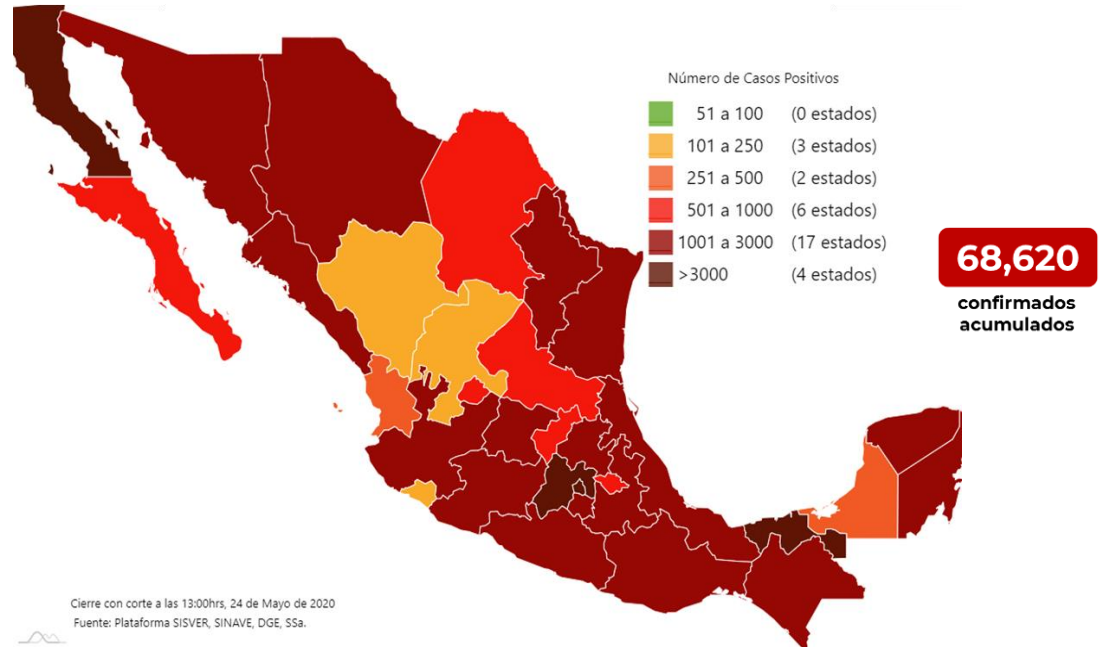 Número de Casos Positivos
51 a 100 (0 estados)
101 a 250 (3 estados)
251 a 500 (2 estados)
501 a 1000 (6 estados)
1001 a 3000 (17 estados)
>3000 (4 estados)
68,620
confirmados
acumulados
Cierre con corte a las 13:00hrs, 24 de Mayo de 2020
Fuente: Plataforma SISVER, SINAVE, DGE, SSa.